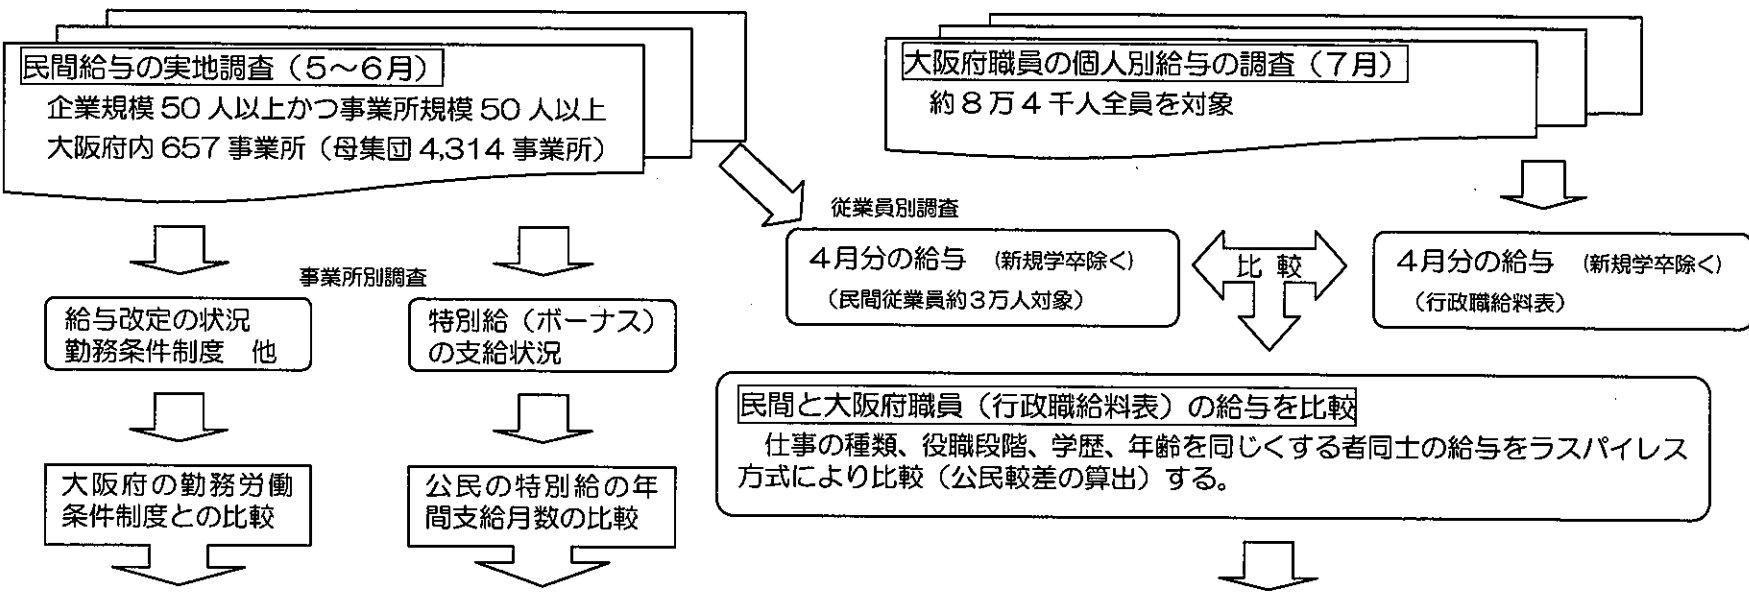 民間給与の実地調査（5～6月）
企業規模50人以上かつ事業所規模50人以上
大阪府内657事業所（母集団4,314事業所）
大阪府職員の個人別給与の調査（7月）
約8万4千人全員を対象
従業員別調査
4月分の給与　（新規学卒除く）
（民間従業員約3万人対象）
比較
4月分の給与　（新規学卒除く）
（行政職給料表）
事業所別調査
給与改定の状況
勤務条件制度　他
特別給（ボーナス）
の支給状況
民間と大阪府職員（行政職給料表）の給与を比較
仕事の種類、役職段階、学歴、年齢を同じくする者同士の給与をラスパイレス
方式により比較（公民較差の算出）する。
大阪府の勤務労働
条件制度との比較
公民の特別給の年
間支給月数の比較